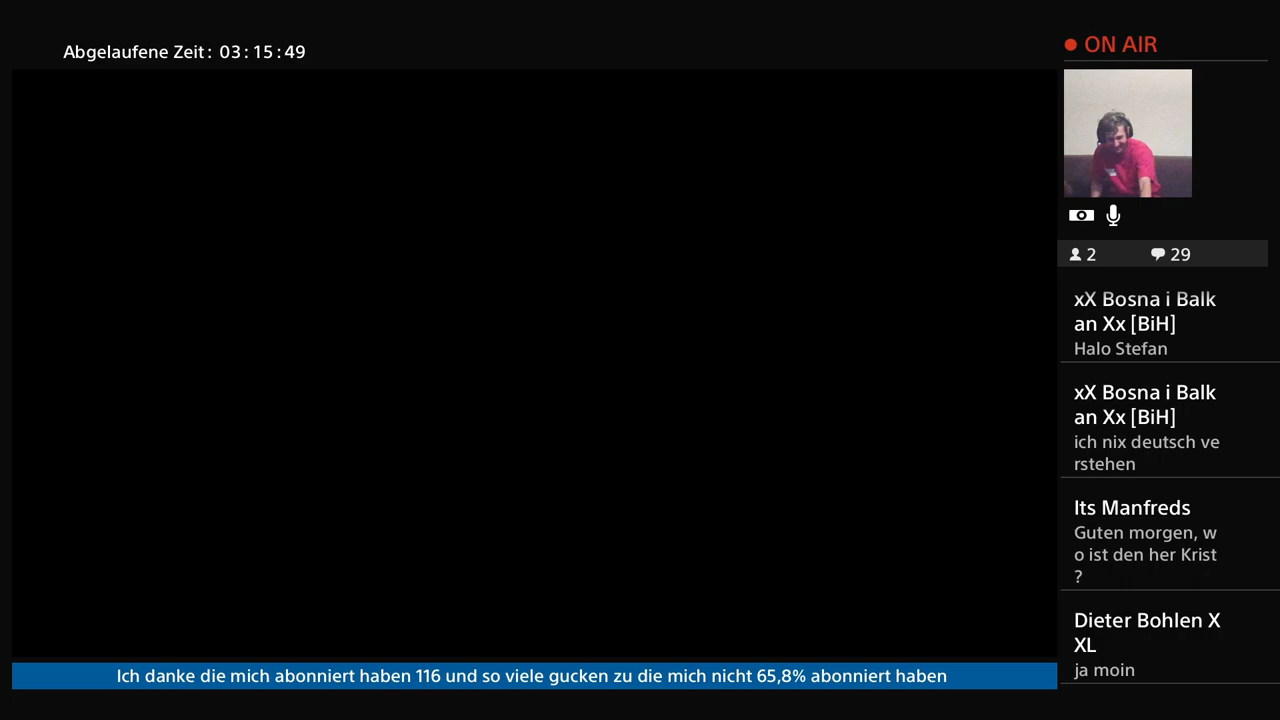 Abgelaufene Zeit: 03:15:49
ON AIR
2 29
xX Bosna i Balk
an Xx [BiH]
Halo Stefan
xX Bosna i Balk
an Xx [BiH]
ich nix deutsch ve
rstehen
Its Manfreds
Guten morgen, w
o ist den her Krist
?
Dieter Bohlen X
XL
ja moin
Ich danke die mich abonniert haben 116 und so viele gucken zu die mich nicht 65,8% abonniert haben